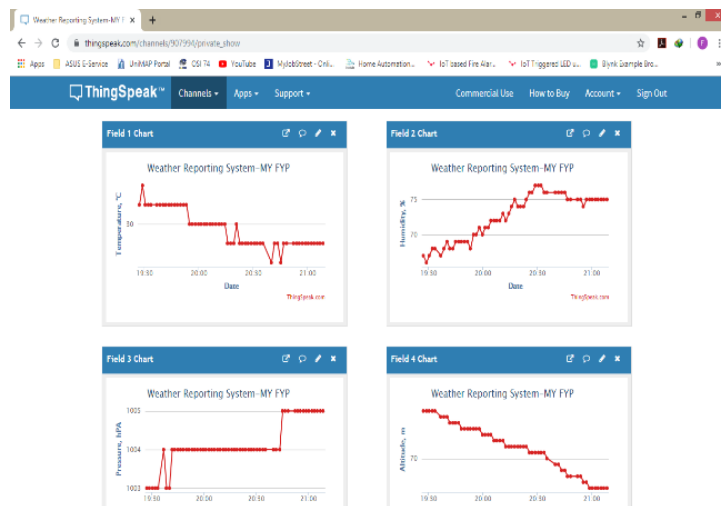 Weather Reporting System-MY F
thingspeak.com/channels/907994/private_show
Apps ASUS E-Service UniMAP Portal OSI 74 YouTube MyJobStreet - Onli... Home Automation... IoT based Fire Alar... IoT Triggered LED u... Blynk Example Bro...
ThingSpeak™ Channels Apps Support Commercial Use How to Buy Account Sign Out
Field 1 Chart
Weather Reporting System-MY FYP
Temperature, °C
30
19:30 20:00 20:30 21:00
Date
ThingSpeak.com
Field 2 Chart
Weather Reporting System-MY FYP
Humidity, %
75
70
19:30 20:00 20:30 21:00
Date
ThingSpeak.com
Field 3 Chart
Weather Reporting System-MY FYP
Pressure, hPA
1005
1004
1003
19:30 20:00 20:30 21:00
Field 4 Chart
Weather Reporting System-MY FYP
Altitude, m
70
19:30 20:00 20:30 21:00